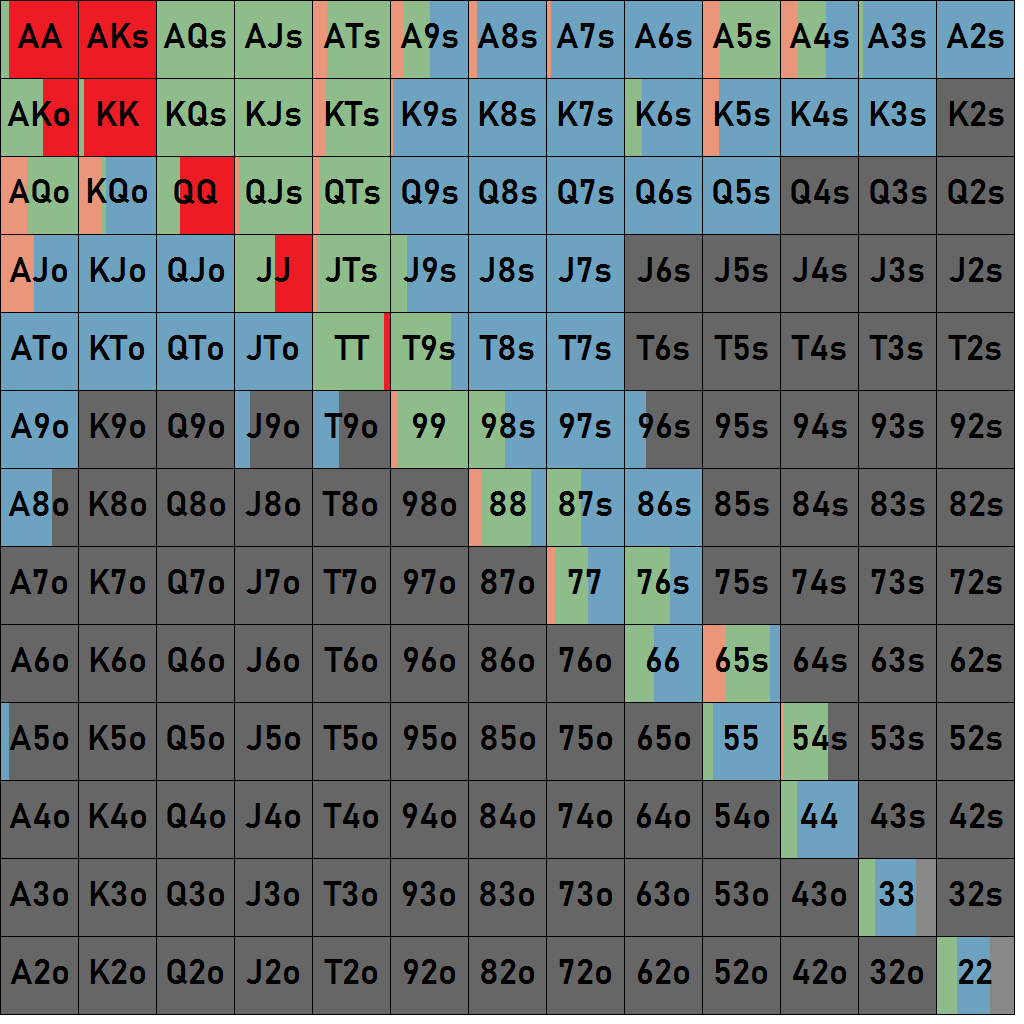 AA AKs AQs AJs ATs A9s A8s A7s A6s A5s A4s A3s A2s
AKo KK KQs KJs KTs K9s K8s K7s K6s K5s K4s K3s K2s
AQo KQo QQ QJs QTs Q9s Q8s Q7s Q6s Q5s Q4s Q3s Q2s
AJo KJo QJo JJ JTs J9s J8s J7s J6s J5s J4s J3s J2s
ATo KTo QTo JTo TT T9s T8s T7s T6s T5s T4s T3s T2s
A9o K9o Q9o J9o T9o 99 98s 97s 96s 95s 94s 93s 92s
A8o K8o Q8o J8o T8o 98o 88 87s 86s 85s 84s 83s 82s
A7o K7o Q7o J7o T7o 97o 87o 77 76s 75s 74s 73s 72s
A6o K6o Q6o J6o T6o 96o 86o 76o 66 65s 64s 63s 62s
A5o K5o Q5o J5o T5o 95o 85o 75o 65o 55 54s 53s 52s
A4o K4o Q4o J4o T4o 94o 84o 74o 64o 54o 44 43s 42s
A3o K3o Q3o J3o T3o 93o 83o 73o 63o 53o 43o 33 32s
A2o K2o Q2o J2o T2o 92o 82o 72o 62o 52o 42o 32o 22